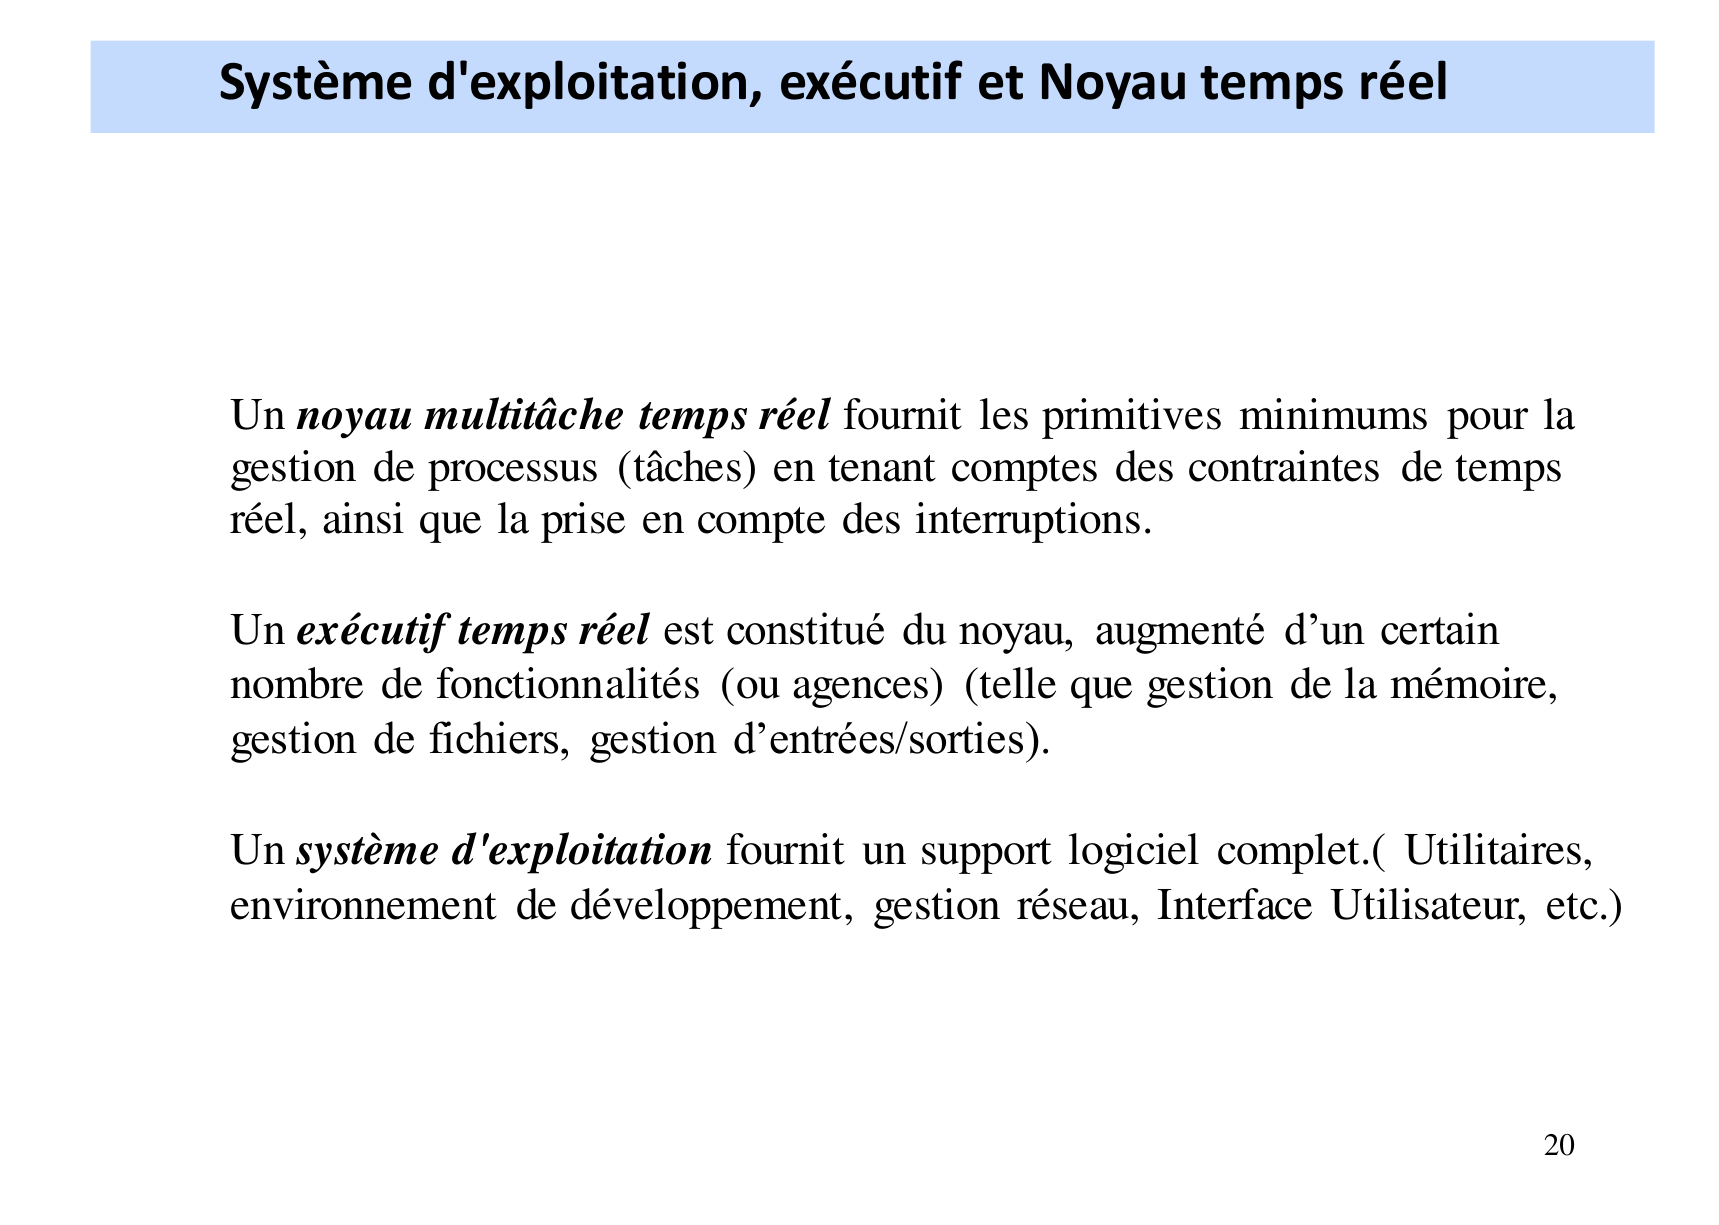 Système d'exploitation, exécutif et Noyau temps réel
Un noyau multitâche temps réel fournit les primitives minimums pour la
gestion de processus (tâches) en tenant comptes des contraintes de temps
réel, ainsi que la prise en compte des interruptions.
Un exécutif temps réel est constitué du noyau, augmenté d’un certain
nombre de fonctionnalités (ou agences) (telle que gestion de la mémoire,
gestion de fichiers, gestion d’entrées/sorties).
Un système d'exploitation fournit un support logiciel complet.( Utilitaires,
environnement de développement, gestion réseau, Interface Utilisateur, etc.)
20